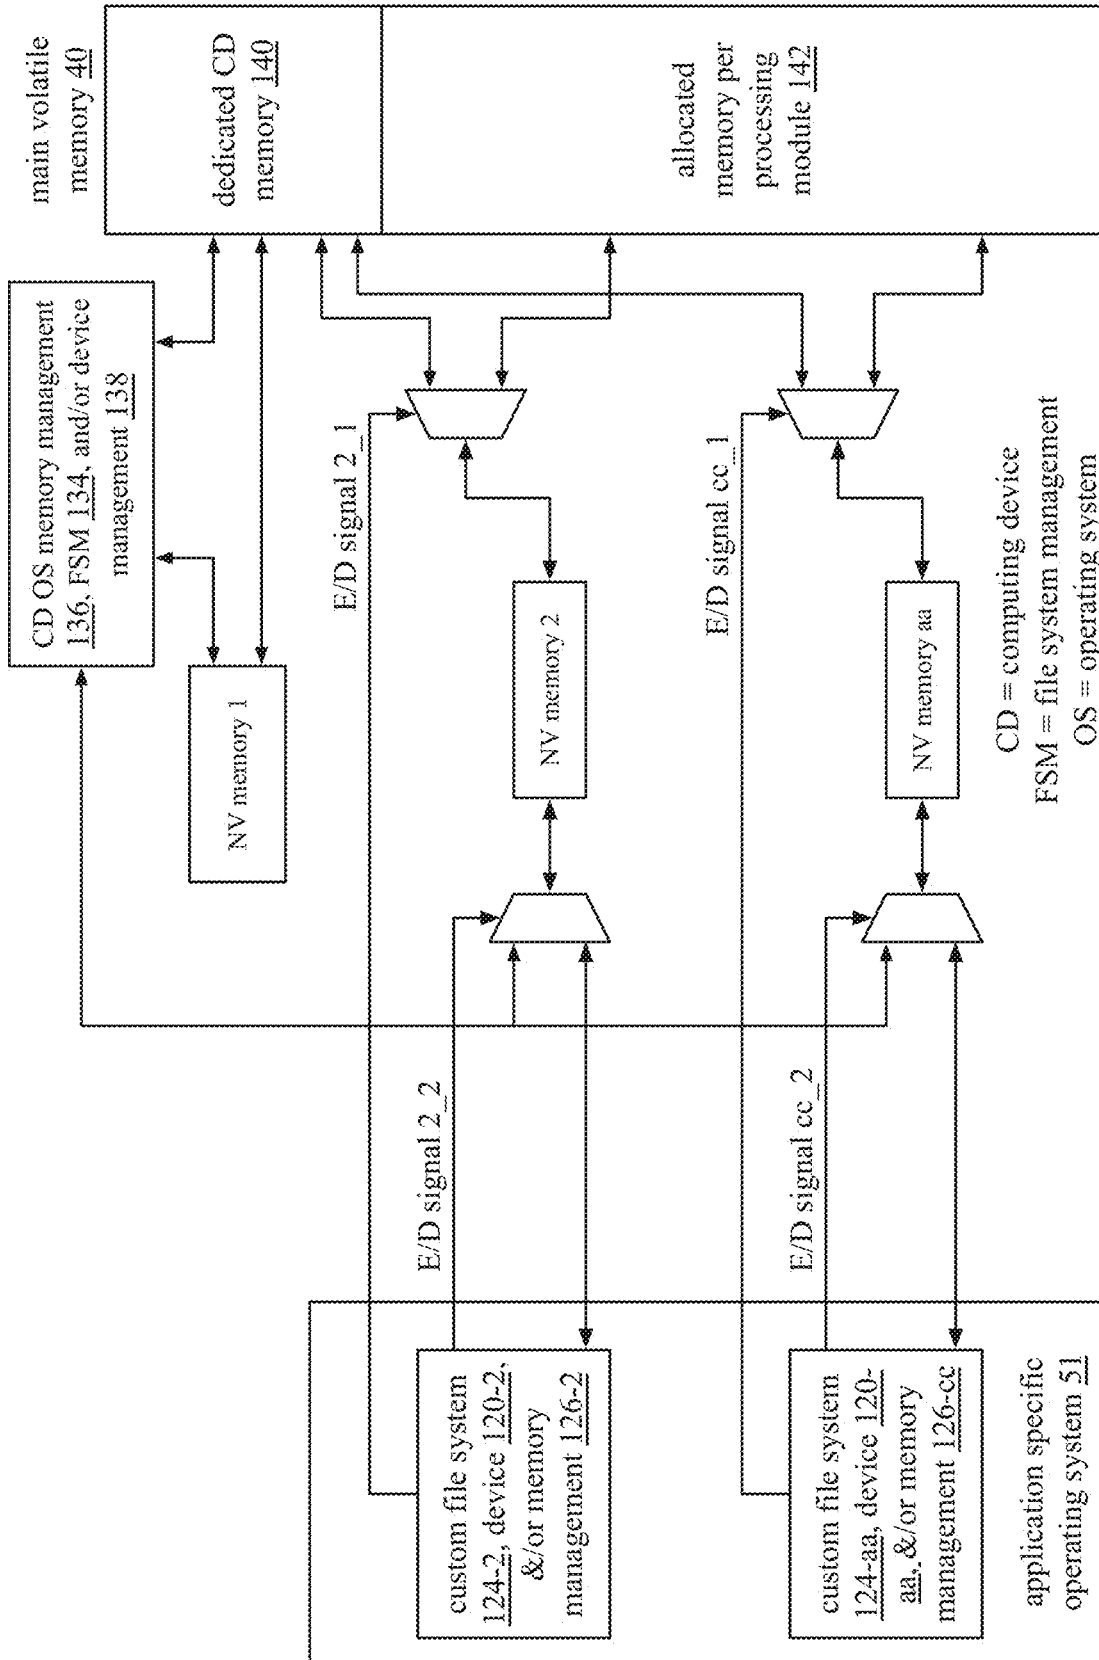 main volatile
memory 40
dedicated CD
memory 140
allocated
memory per
processing
module 142
CD OS memory management
136, FSM 134, and/or device
management 138
NV memory 1
E/D signal 2_1
NV memory 2
E/D signal 2_2
E/D signal cc_1
NV memory aa
E/D signal cc_2
custom file system
124-2, device 120-2,
&/or memory
management 126-2
custom file system
124-aa, device 120-
aa, &/or memory
management 126-cc
application specific
operating system 51
CD = computing device
FSM = file system management
OS = operating system